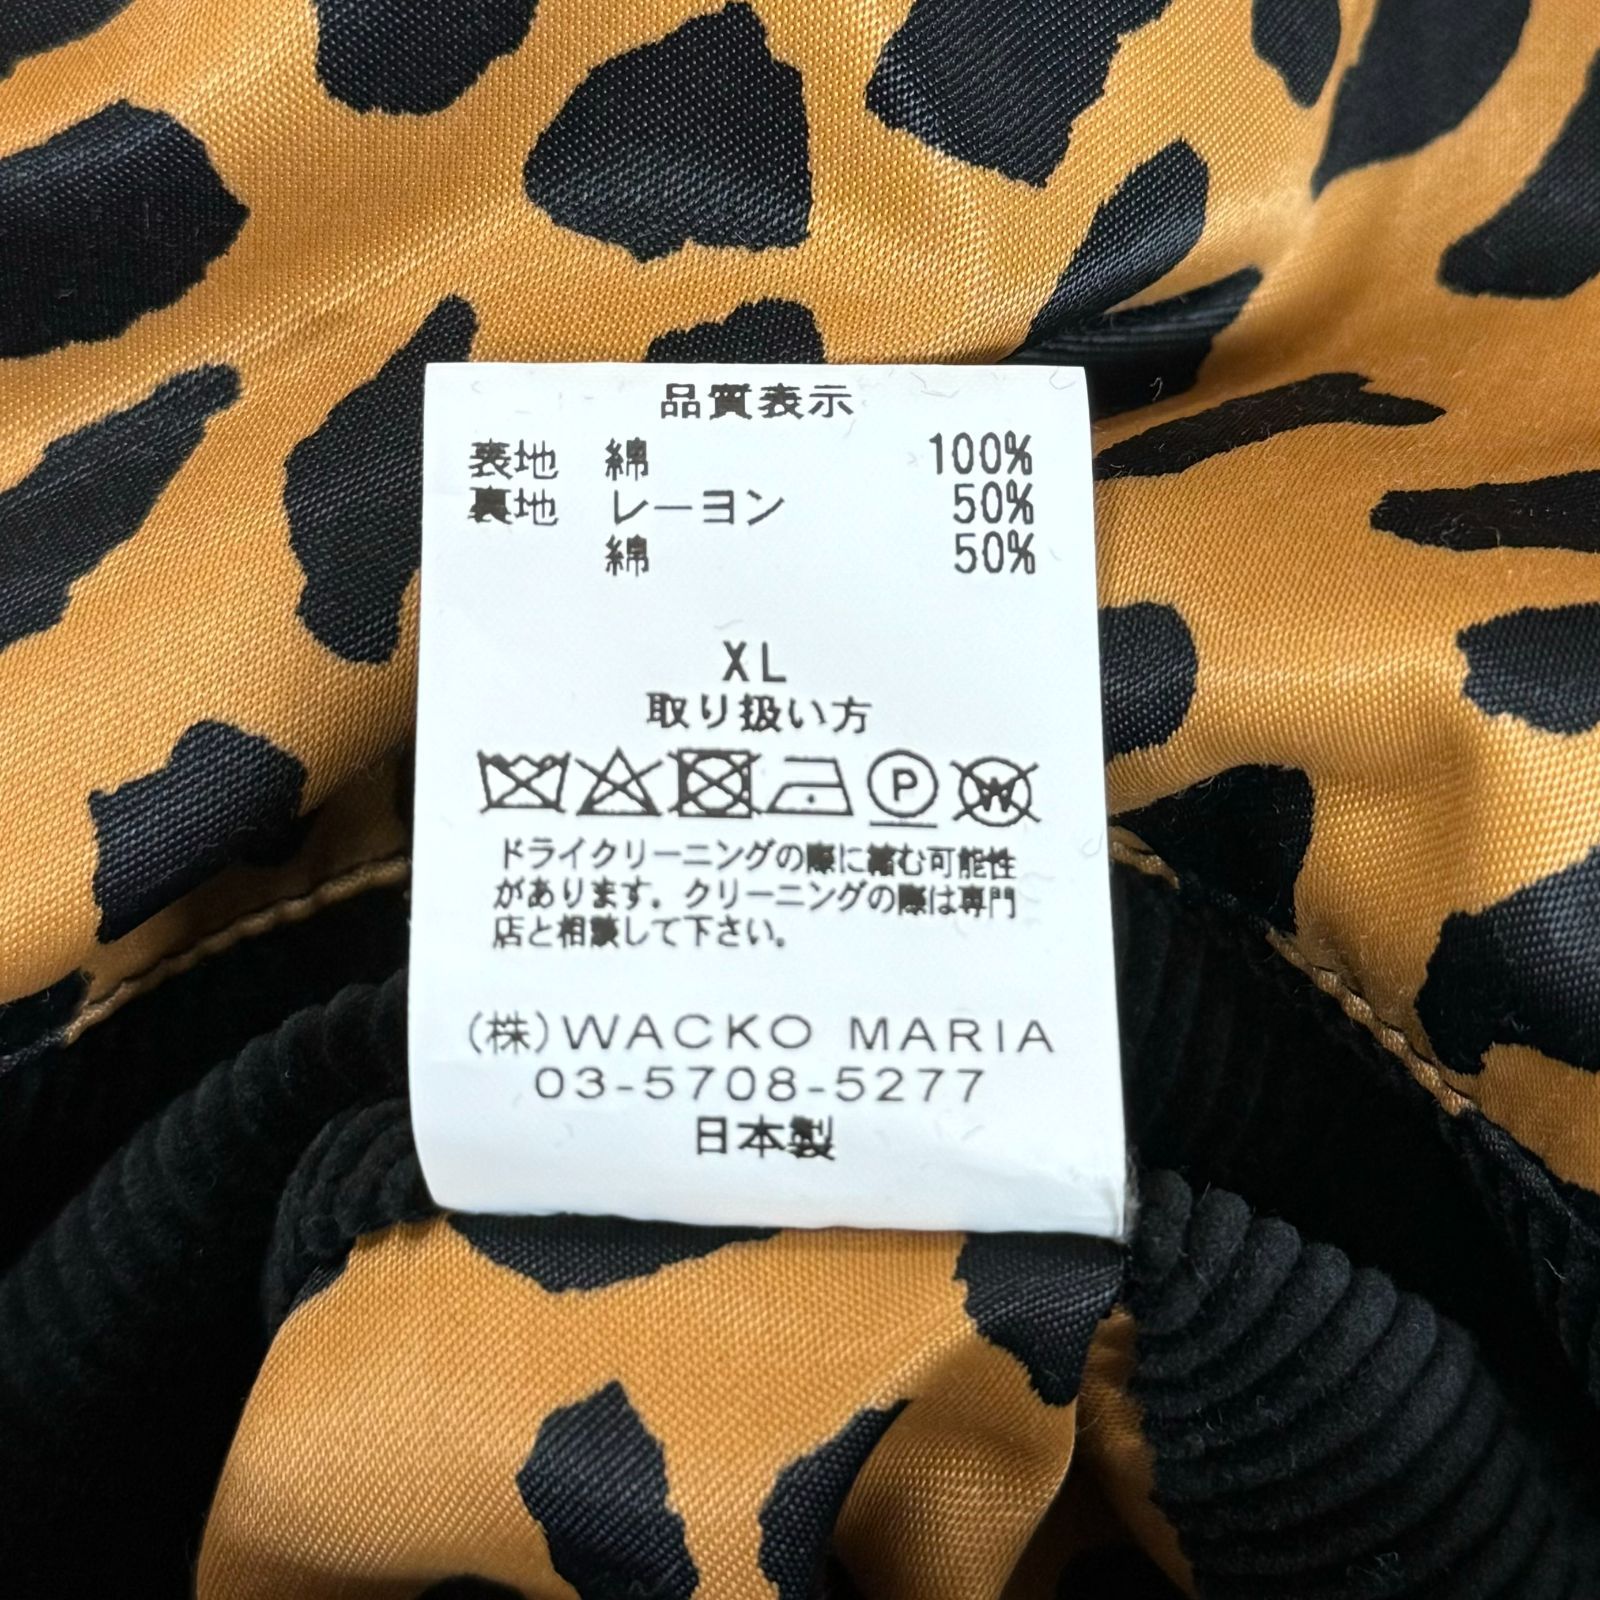 品質表示
表地 綿 100%
裏地 レーヨン 50%
綿 50%
XL
取り扱い方
P W
ドライクリーニングの際に縮む可能性
があります。クリーニングの際は専門
店と相談して下さい。
(株)WACKO MARIA
03-5708-5277
日本製